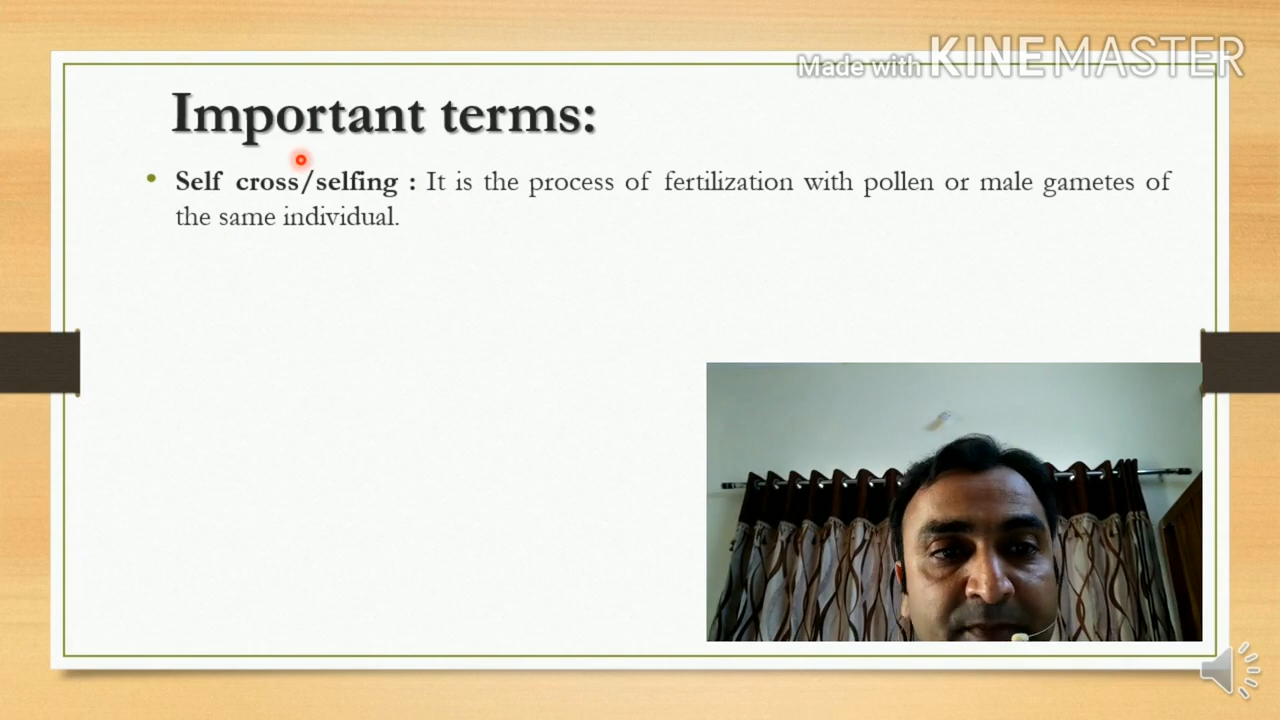 Made with KINEMASTER
Important terms:
• Self cross/selfing : It is the process of fertilization with pollen or male gametes of
the same individual.